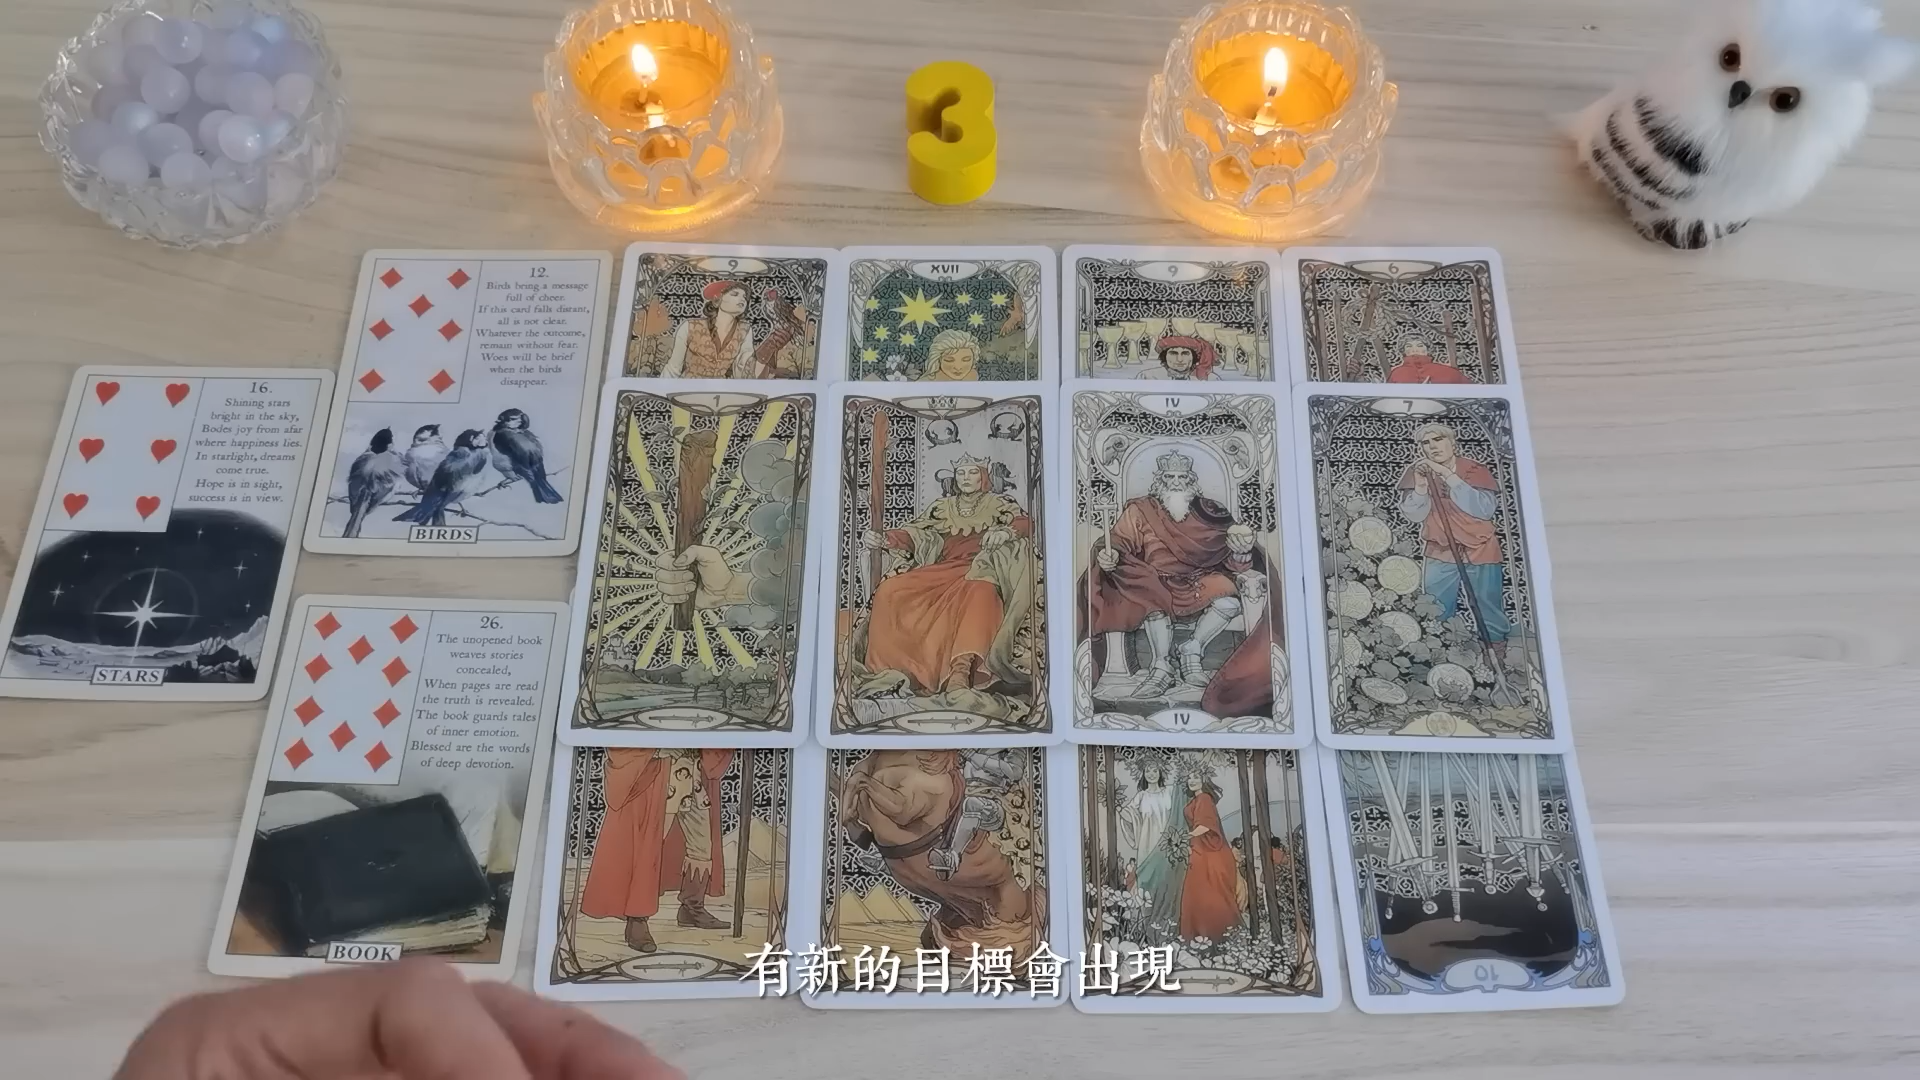 3
16.
Shining stars
bright in the sky,
Bodes joy from afar
where happiness lies.
In starlight, dreams
come true.
Hope is in sight,
success is in view.
STARS
12.
Birds bring a message
full of cheer.
If this card falls distant,
all is not clear.
Whatever the outcome,
remain without fear.
Woes will be brief
when the birds
disappear.
BIRDS
26.
The unopened book
weaves stories
concealed,
When pages are read
the truth is revealed.
The book guards tales
of inner emotion.
Blessed are the words
of deep devotion.
BOOK
9
XVII
9
6
1
IV
IV
7
10
有新的目標會出現